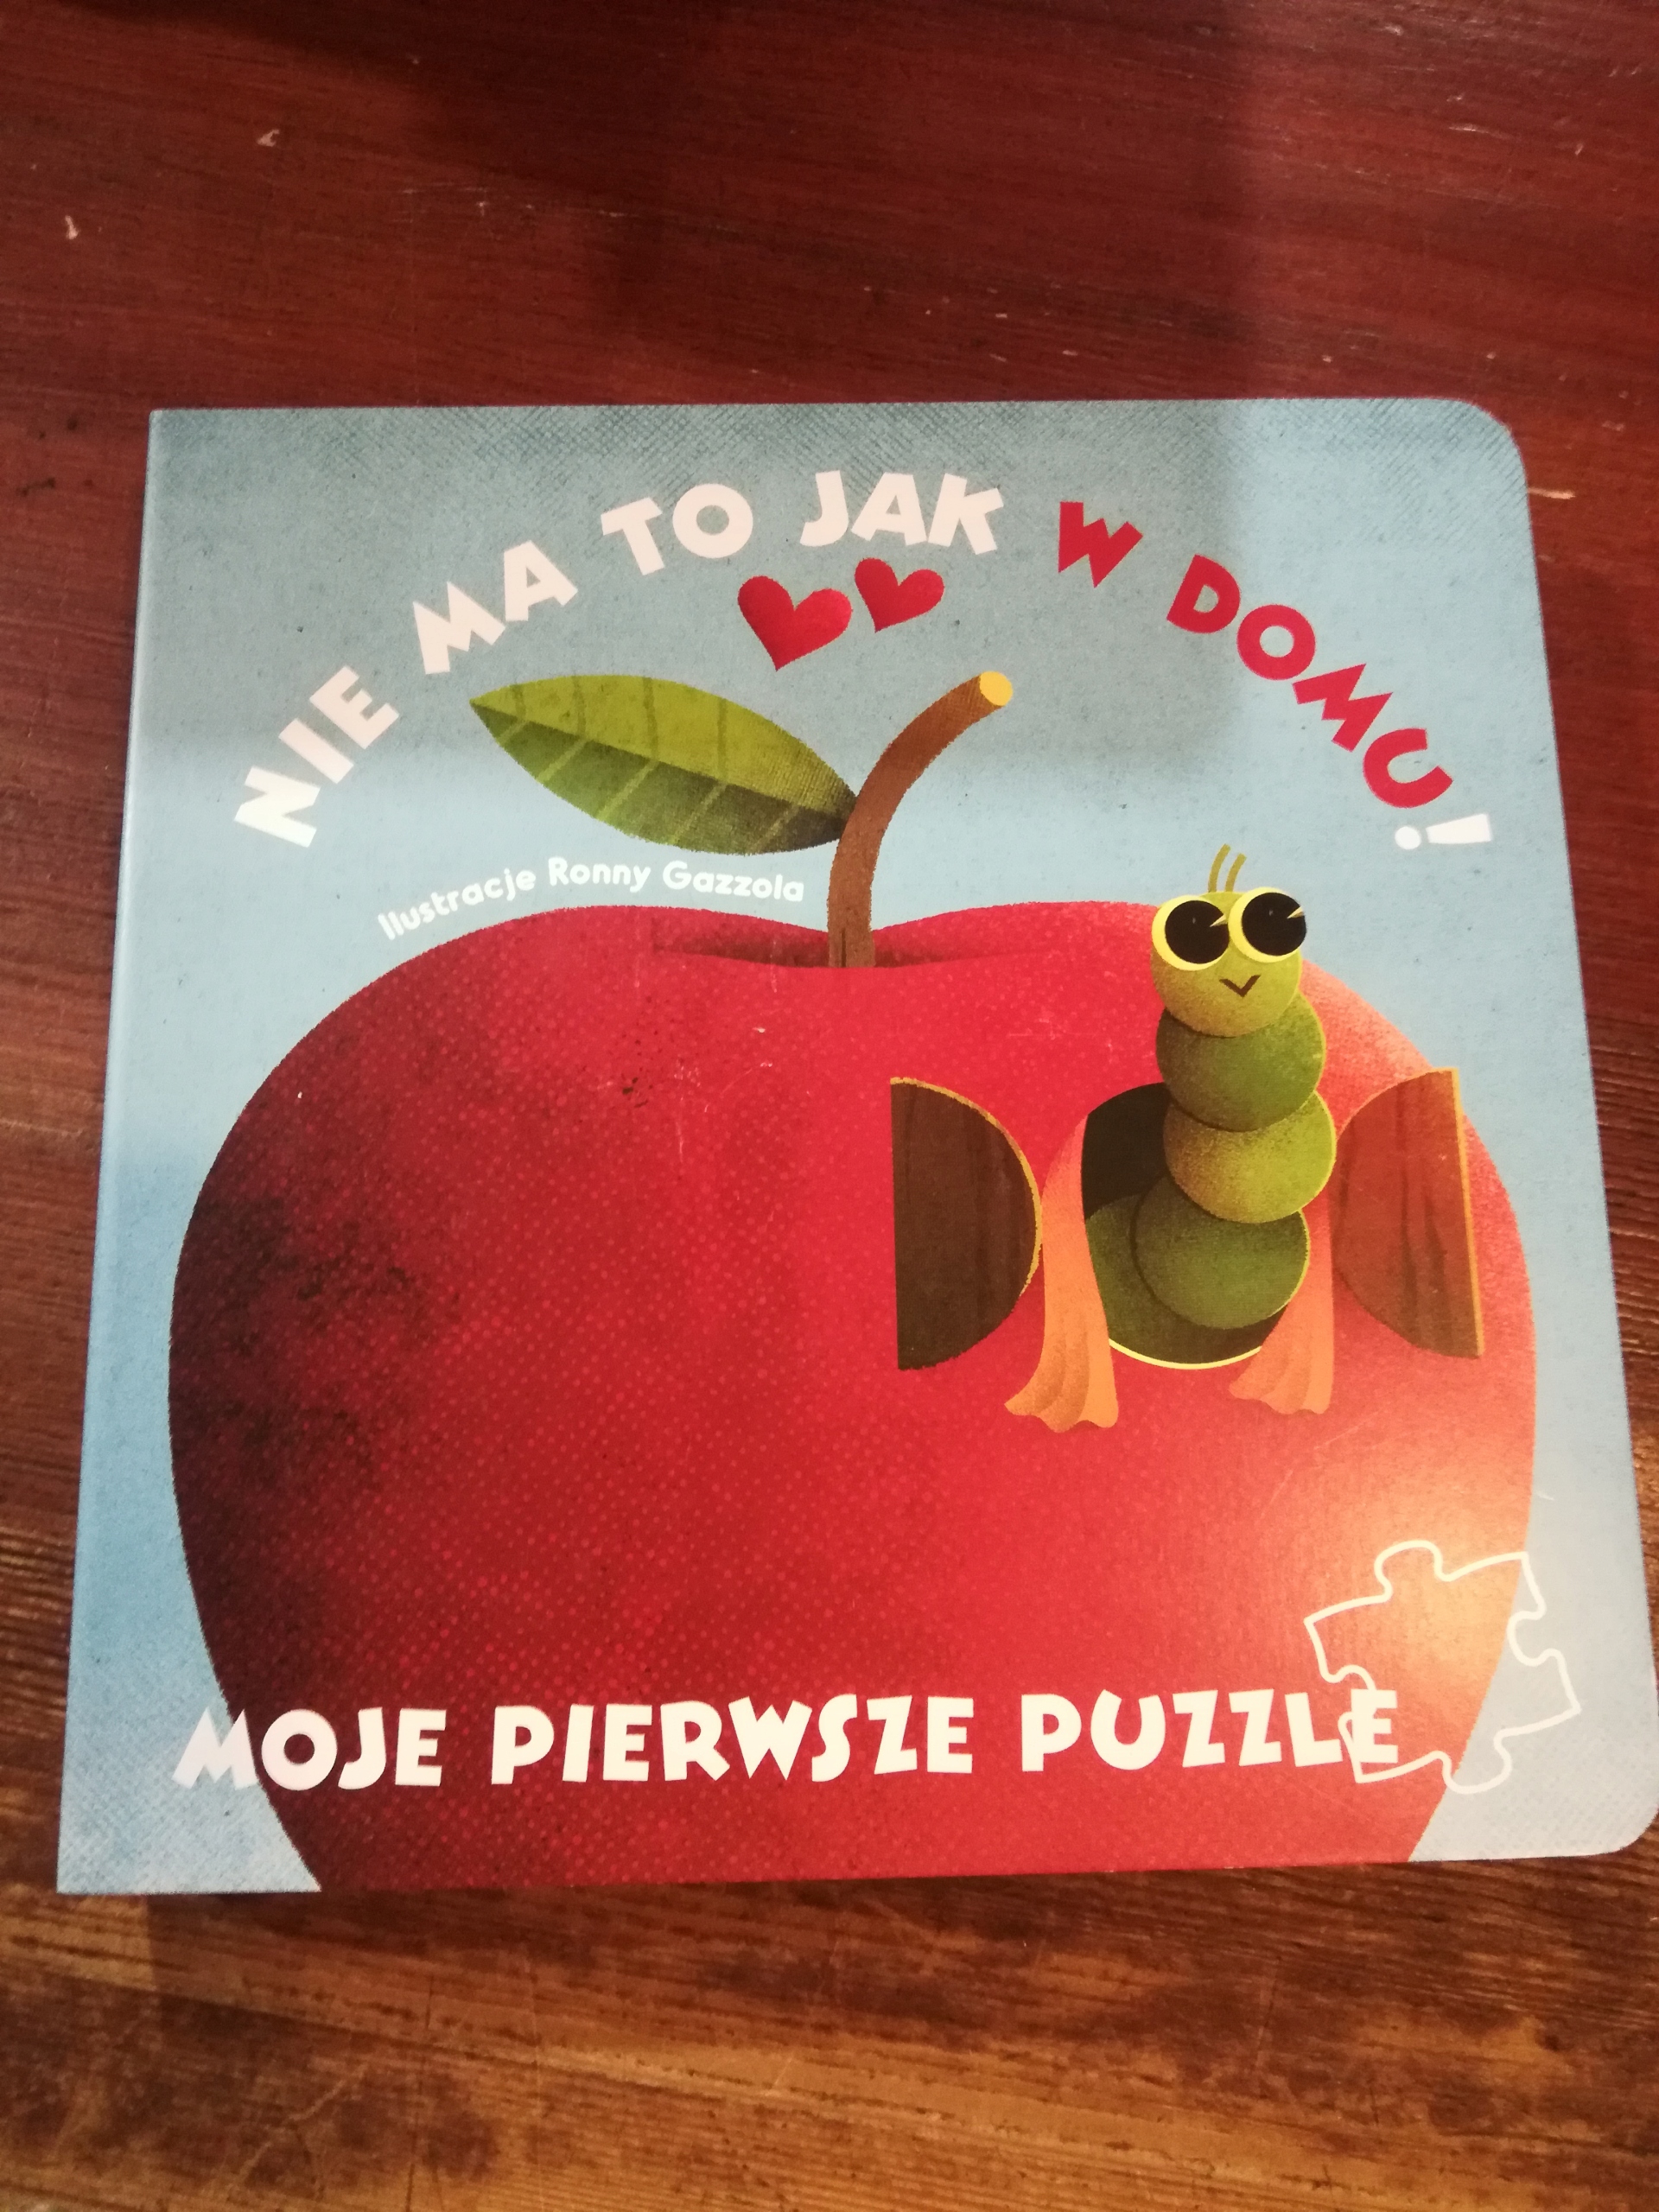 NIE MA TO JAK W DOMU!
Ilustracje Ronny Gazzola
MOJE PIERWSZE PUZZLE